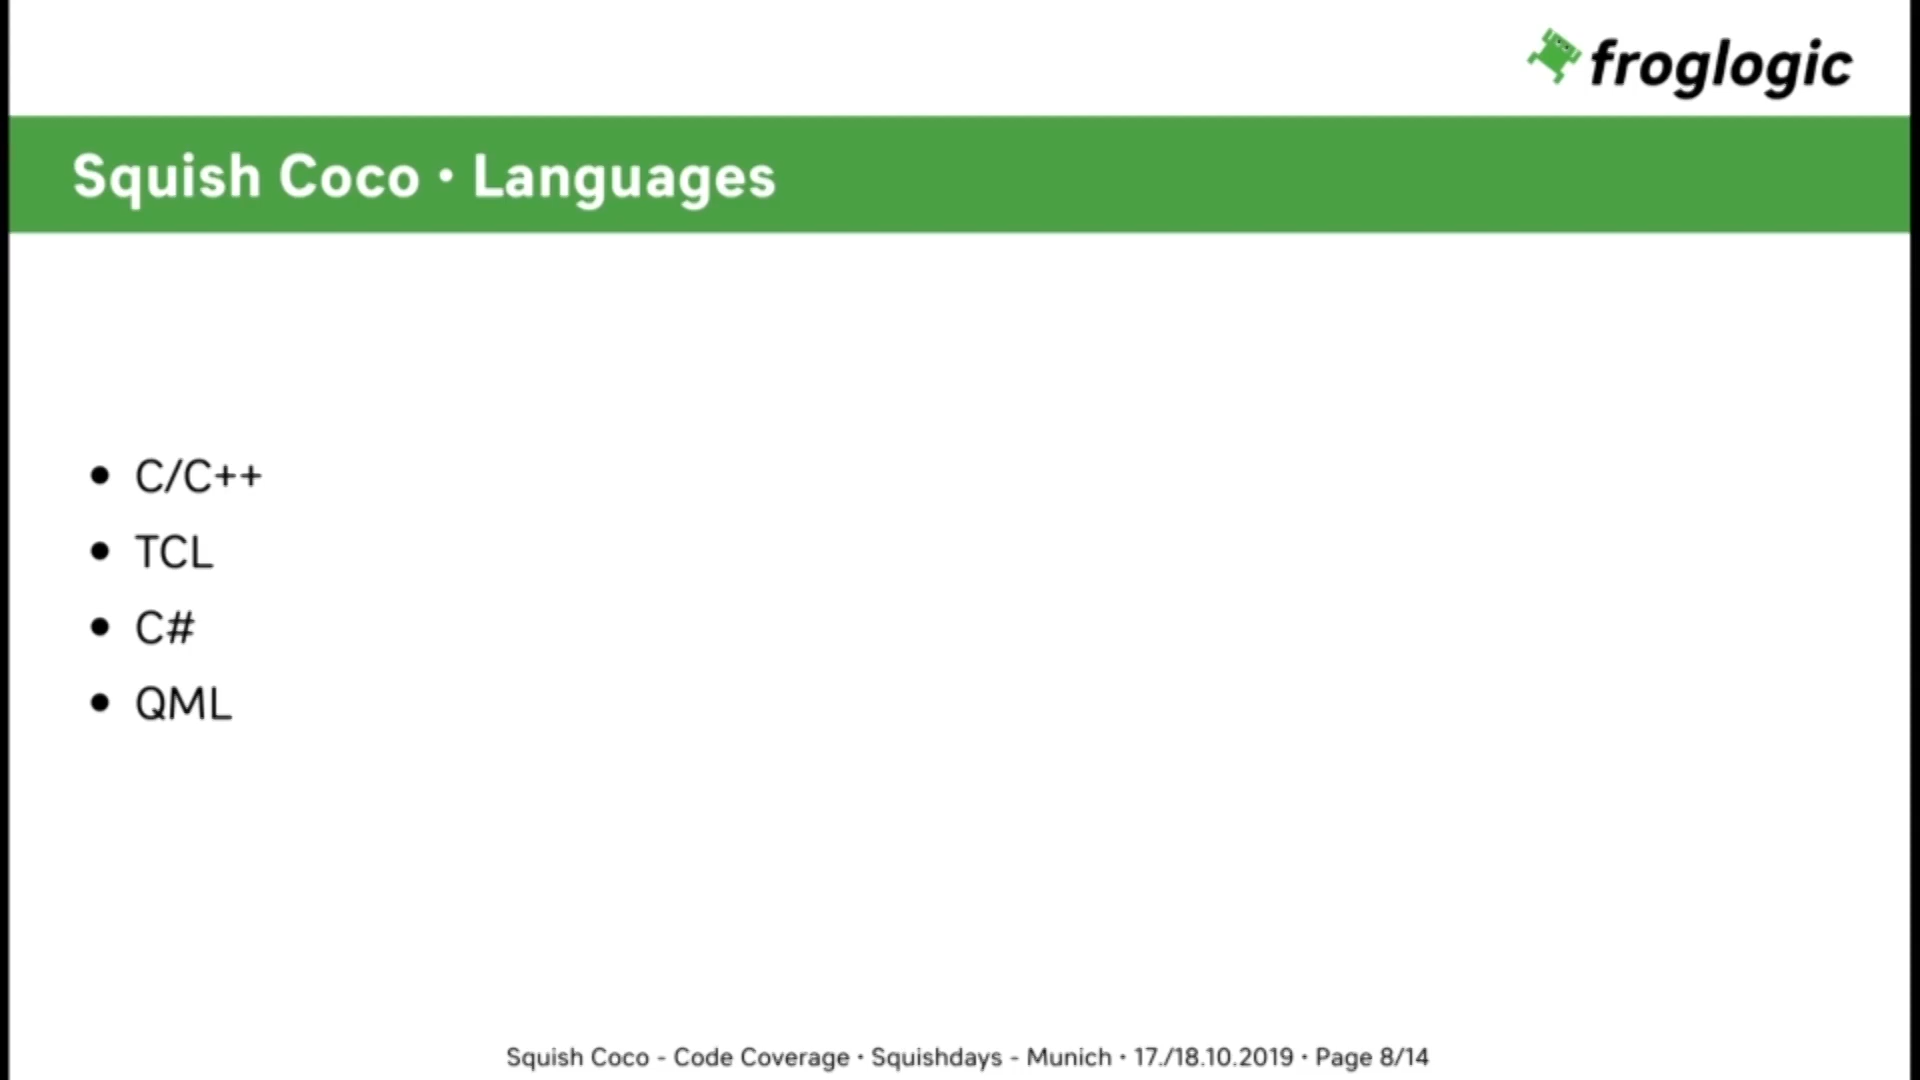 froglogic
Squish Coco • Languages
• C/C++
• TCL
• C#
• QML
Squish Coco - Code Coverage • Squishdays - Munich • 17./18.10.2019 • Page 8/14